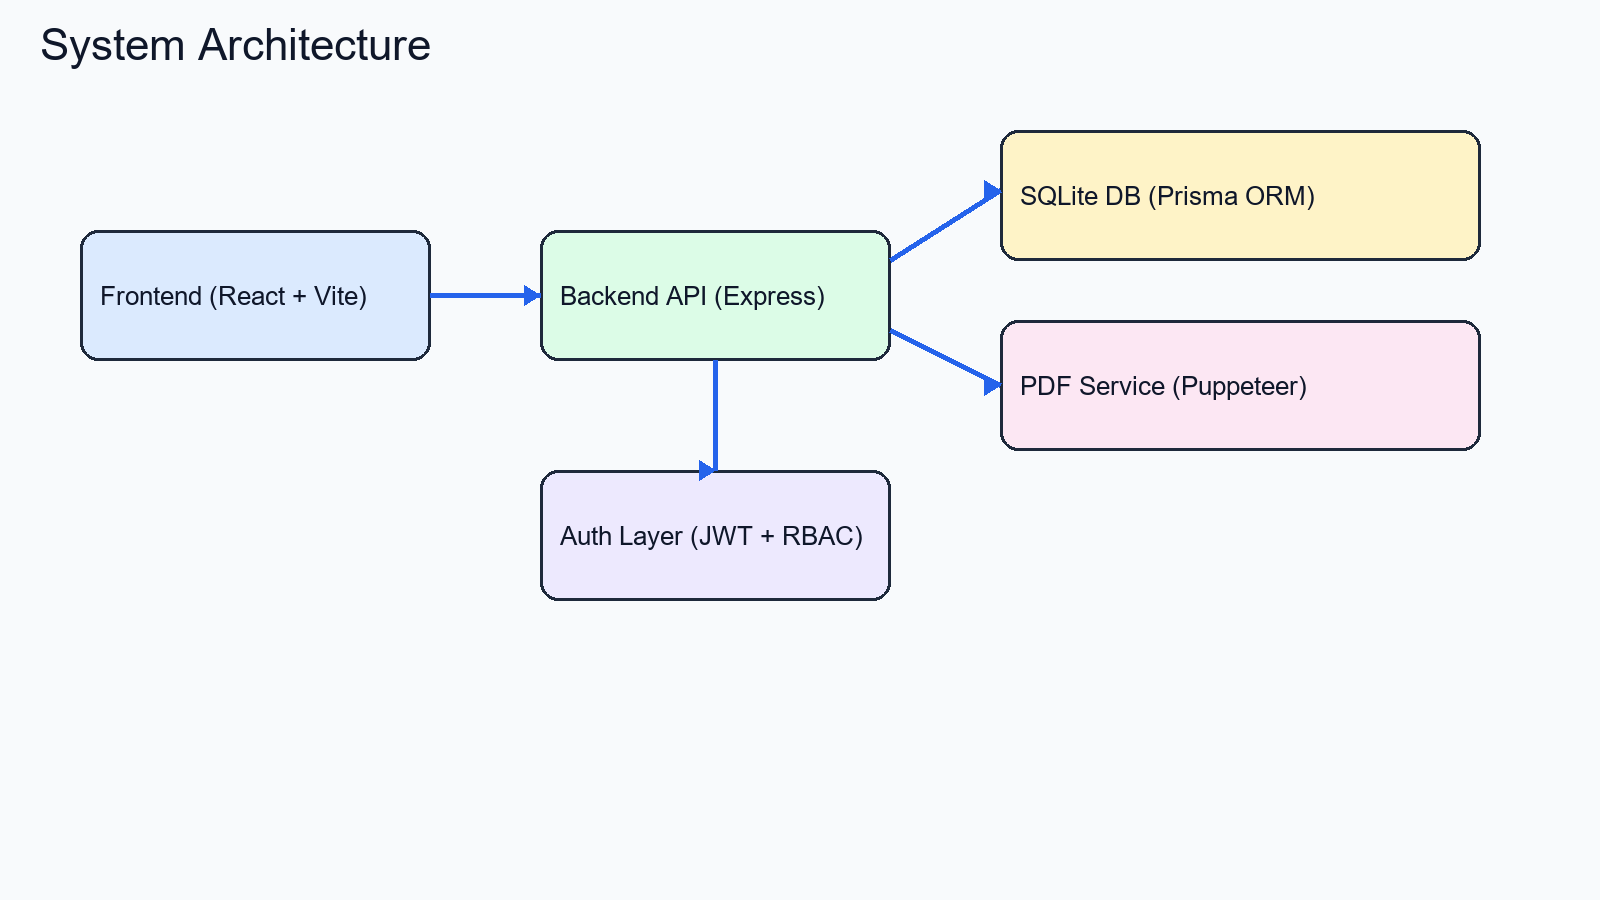 System Architecture
Frontend (React + Vite)
Backend API (Express)
SQLite DB (Prisma ORM)
PDF Service (Puppeteer)
Auth Layer (JWT + RBAC)